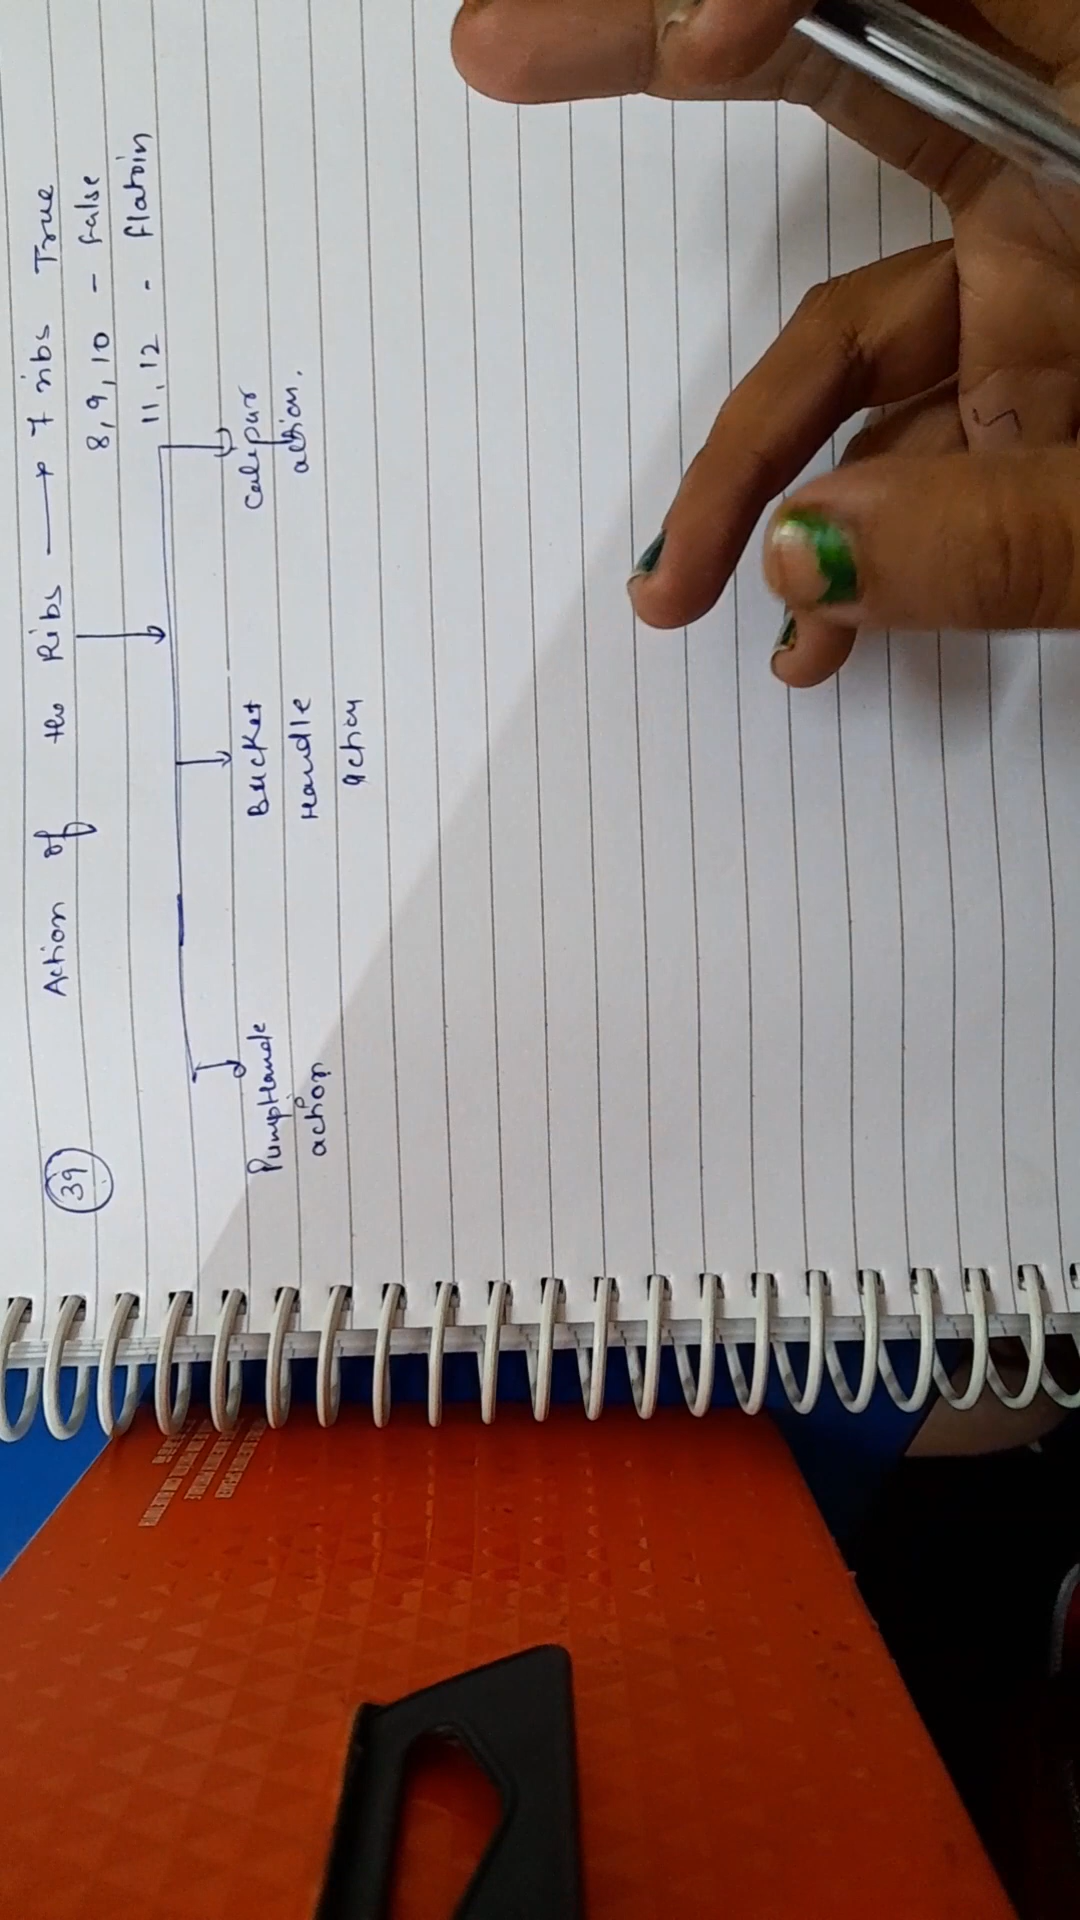 39 Action of the Ribs → 7 ribs True
8, 9, 10 - false
11, 12 - flatoin
PumpHandle action
Bucket Handle action
Calipar action.